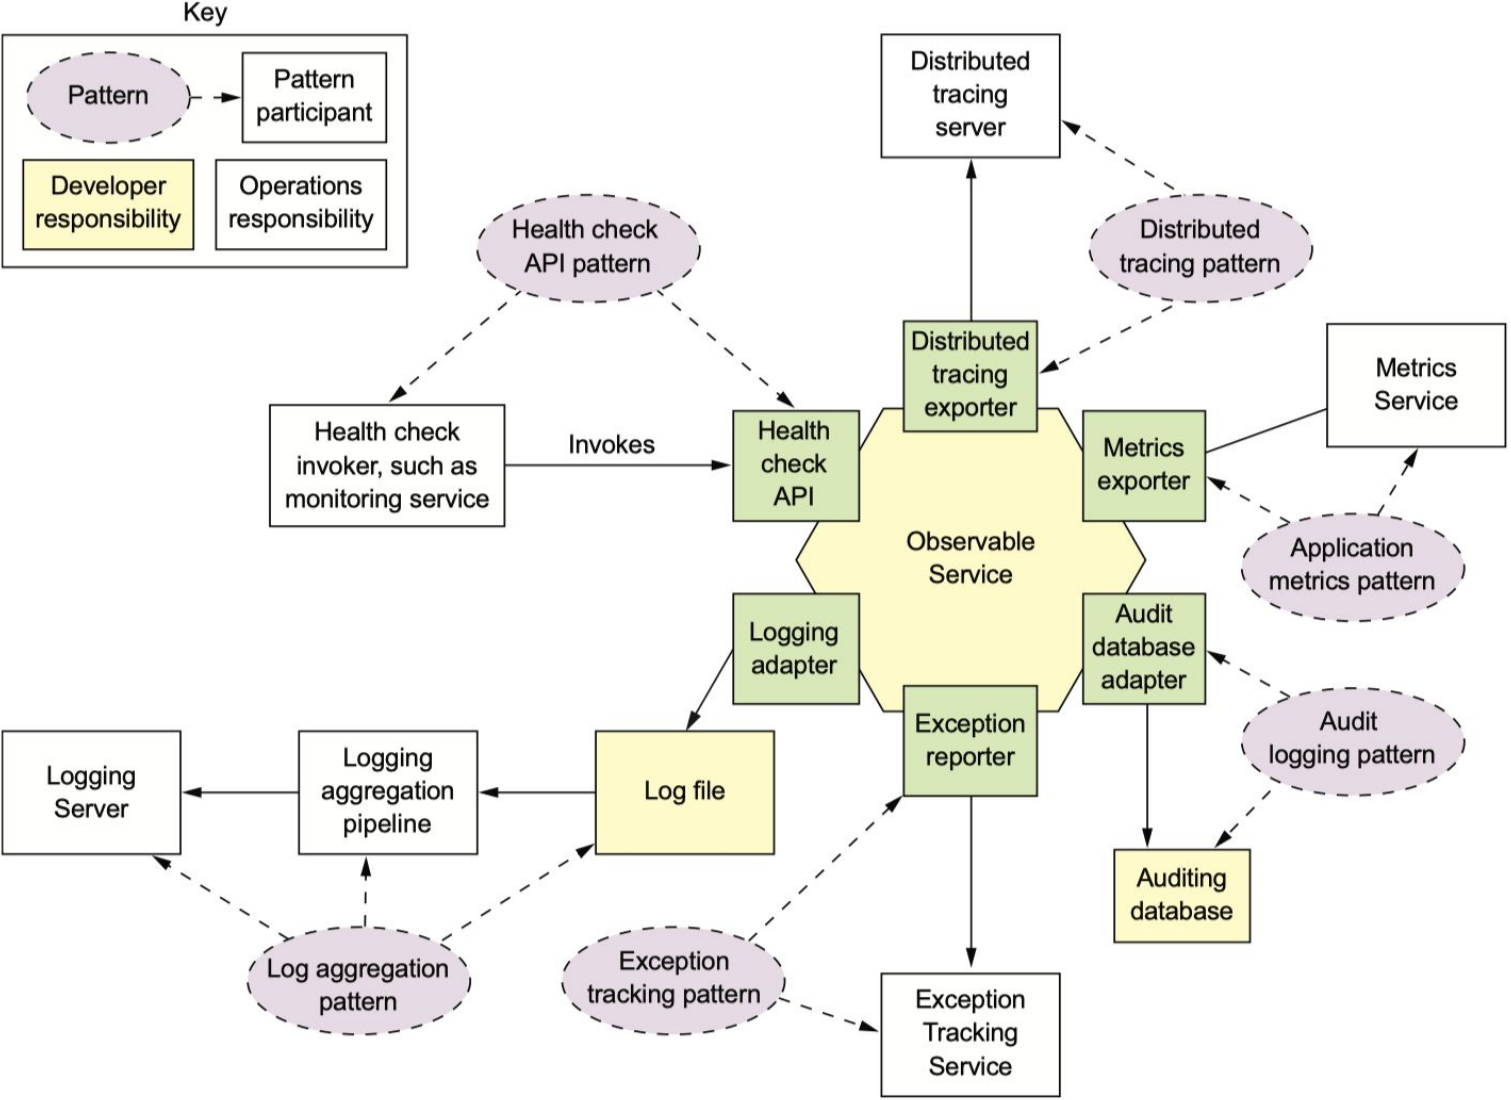 Key
Pattern
Pattern
participant
Developer
responsibility
Operations
responsibility
Distributed
tracing
server
Health check
API pattern
Distributed
tracing pattern
Distributed
tracing
exporter
Metrics
Service
Health check
invoker, such as
monitoring service
Invokes
Health
check
API
Metrics
exporter
Observable
Service
Application
metrics pattern
Logging
adapter
Audit
database
adapter
Exception
reporter
Audit
logging pattern
Logging
Server
Logging
aggregation
pipeline
Log file
Auditing
database
Log aggregation
pattern
Exception
tracking pattern
Exception
Tracking
Service